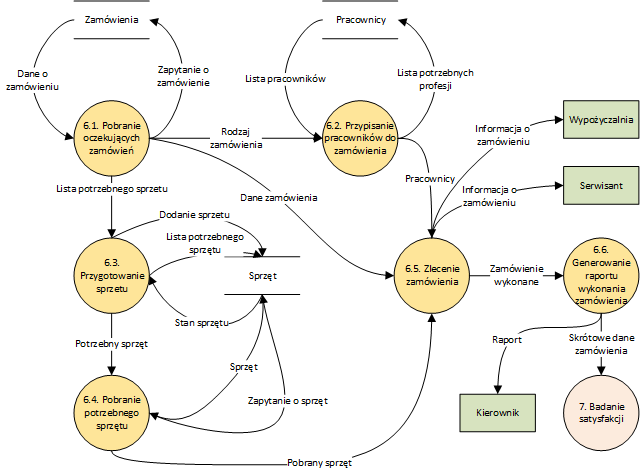 Zamówienia
Pracownicy
Dane o
zamówieniu
Zapytanie o
zamówienie
Lista pracowników
Lista potrzebnych
profesji
6.1. Pobranie
oczekujących
zamówień
Rodzaj
zamówienia
6.2. Przypisanie
pracowników do
zamówienia
Informacja o
zamówieniu
Wypożyczalnia
Lista potrzebnego sprzetu
Dane zamówienia
Pracownicy
Informacja o
zamówieniu
Serwisant
Dodanie sprzetu
Lista potrzebnego
sprzętu
6.3.
Przygotowanie
sprzetu
Sprzęt
6.5. Zlecenie
zamówienia
Zamówienie
wykonane
6.6.
Generowanie
raportu
wykonania
zamówienia
Stan sprzętu
Potrzebny sprzęt
Sprzęt
Raport
Skrótowe dane
zamówienia
6.4. Pobranie
potrzebnego
sprzętu
Zapytanie o sprzęt
Kierownik
7. Badanie
satysfakcji
Pobrany sprzęt